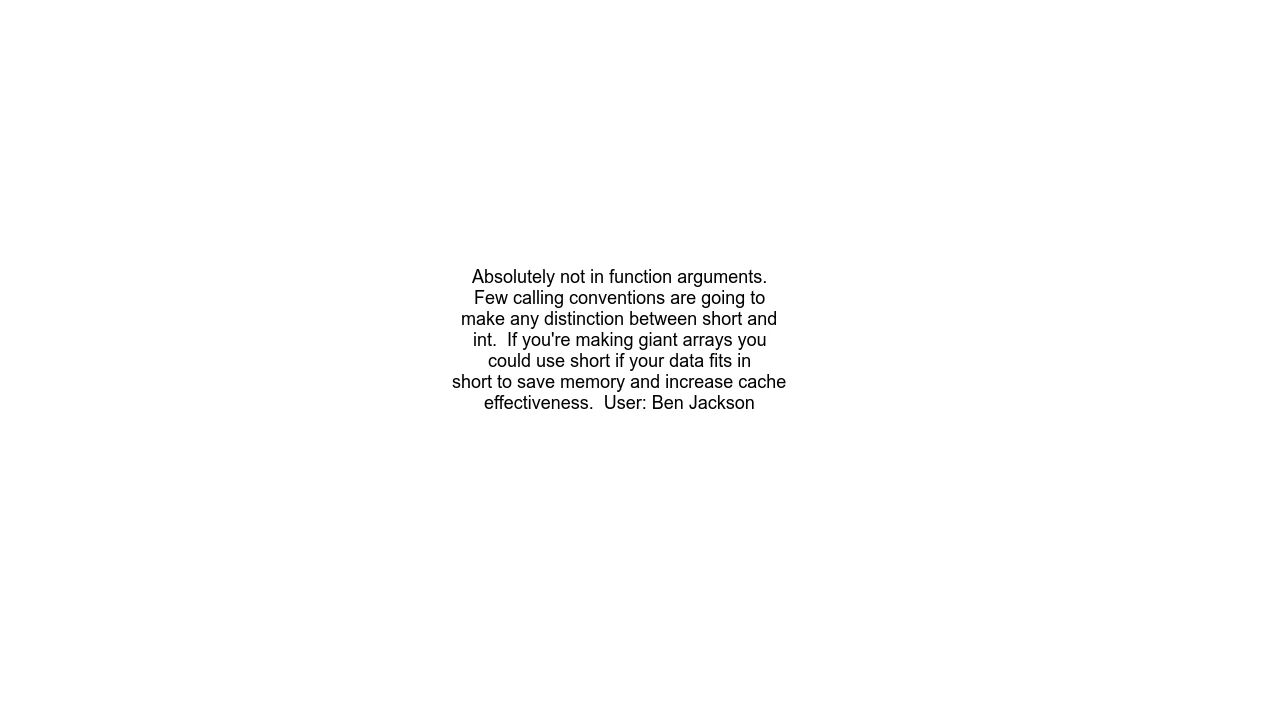 Absolutely not in function arguments.
Few calling conventions are going to
make any distinction between short and
int.  If you're making giant arrays you
could use short if your data fits in
short to save memory and increase cache
effectiveness.  User: Ben Jackson